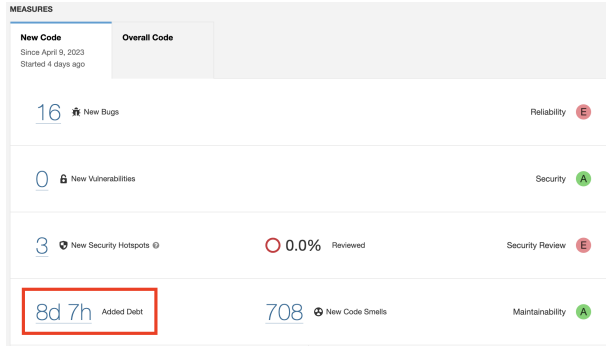 MEASURES
New Code
Overall Code
Since April 9, 2023
Started 4 days ago
16 New Bugs Reliability E
0 New Vulnerabilities Security A
3 New Security Hotspots ? 0.0% Reviewed Security Review E
8d 7h Added Debt 708 New Code Smells Maintainability A